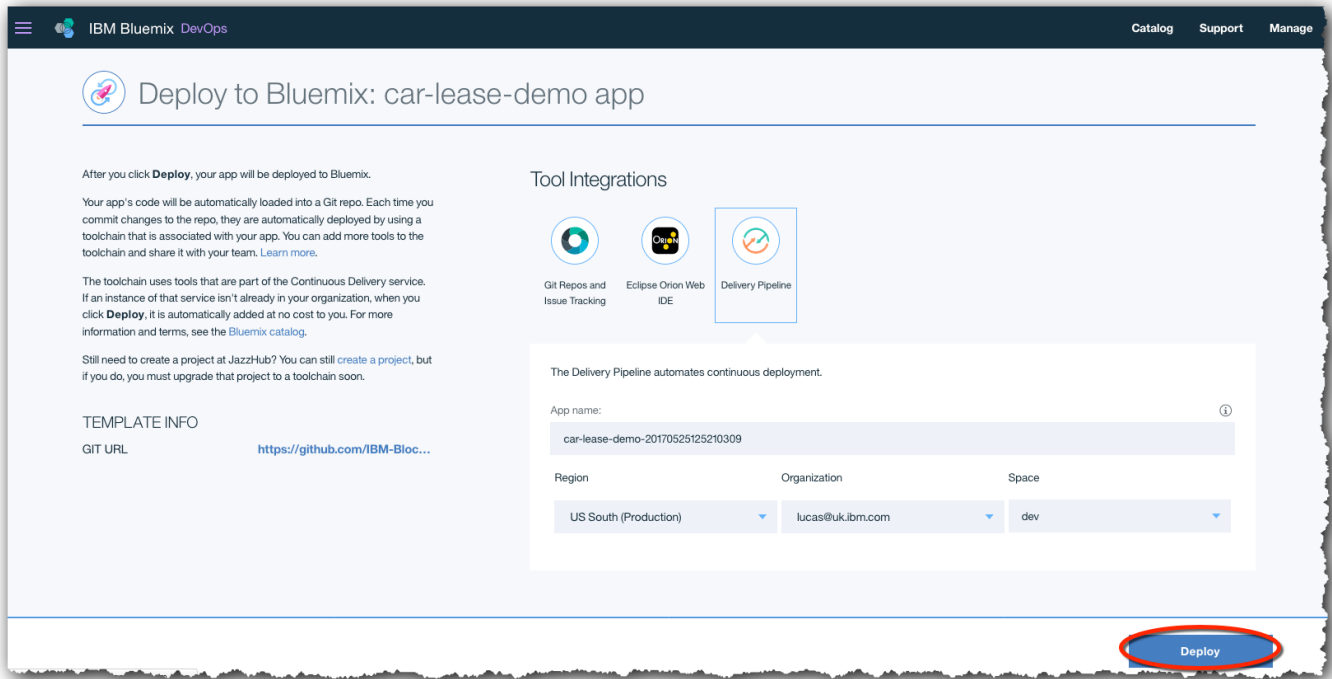 IBM Bluemix DevOps
Catalog Support Manage
Deploy to Bluemix: car-lease-demo app
After you click Deploy, your app will be deployed to Bluemix.
Your app's code will be automatically loaded into a Git repo. Each time you
commit changes to the repo, they are automatically deployed by using a
toolchain that is associated with your app. You can add more tools to the
toolchain and share it with your team. Learn more.
The toolchain uses tools that are part of the Continuous Delivery service.
If an instance of that service isn't already in your organization, when you
click Deploy, it is automatically added at no cost to you. For more
information and terms, see the Bluemix catalog.
Still need to create a project at JazzHub? You can still create a project, but
if you do, you must upgrade that project to a toolchain soon.
TEMPLATE INFO
GIT URL https://github.com/IBM-Bloc...
Tool Integrations
ORION
Git Repos and
Issue Tracking
Eclipse Orion Web
IDE
Delivery Pipeline
The Delivery Pipeline automates continuous deployment.
App name:
car-lease-demo-20170525125210309
Region Organization Space
US South (Production) lucas@uk.ibm.com dev
Deploy